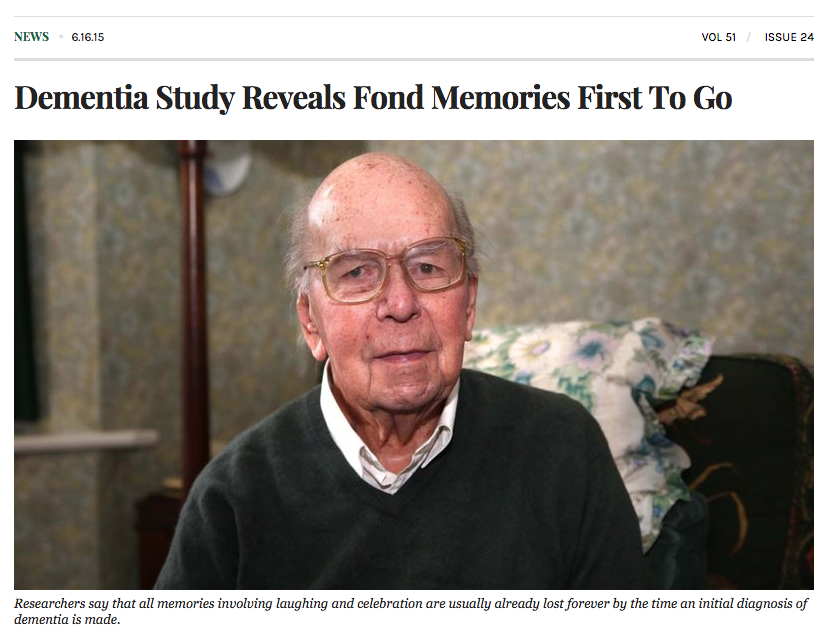 NEWS • 6.16.15 VOL 51 / ISSUE 24
Dementia Study Reveals Fond Memories First To Go
Researchers say that all memories involving laughing and celebration are usually already lost forever by the time an initial diagnosis of
dementia is made.